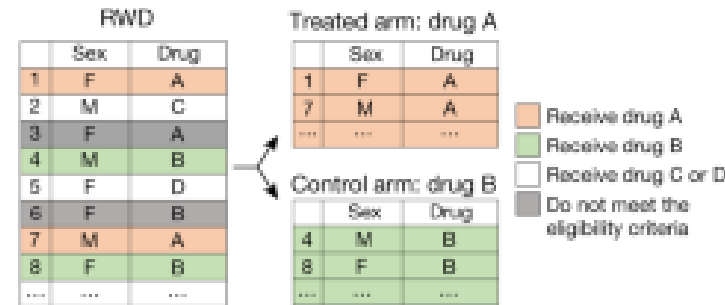 RWD
Sex Drug
1 F A
2 M C
3 F A
4 M B
5 F D
6 F B
7 M A
8 F B
... ... ...
Treated arm: drug A
Sex Drug
1 F A
7 M A
... ... ...
Control arm: drug B
Sex Drug
4 M B
8 F B
... ... ...
Receive drug A
Receive drug B
Receive drug C or D
Do not meet the
eligibility criteria